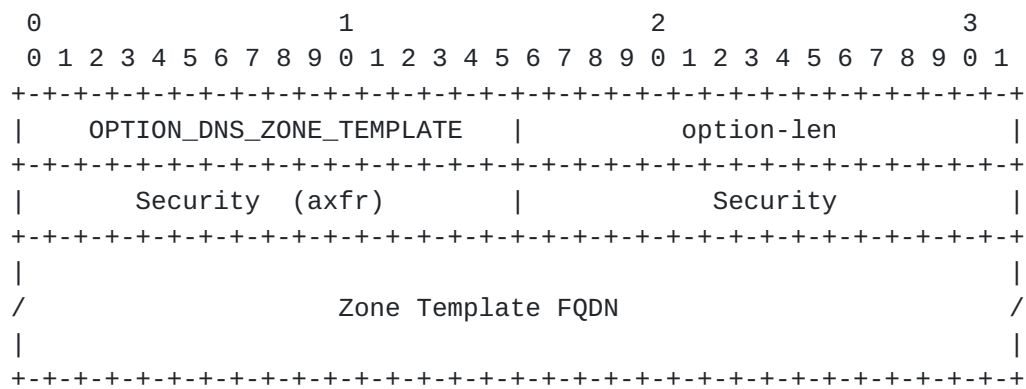 0                   1                   2                   3
 0 1 2 3 4 5 6 7 8 9 0 1 2 3 4 5 6 7 8 9 0 1 2 3 4 5 6 7 8 9 0 1
+-+-+-+-+-+-+-+-+-+-+-+-+-+-+-+-+-+-+-+-+-+-+-+-+-+-+-+-+-+-+-+-+
|    OPTION_DNS_ZONE_TEMPLATE   |          option-len           |
+-+-+-+-+-+-+-+-+-+-+-+-+-+-+-+-+-+-+-+-+-+-+-+-+-+-+-+-+-+-+-+-+
|       Security  (axfr)        |            Security           |
+-+-+-+-+-+-+-+-+-+-+-+-+-+-+-+-+-+-+-+-+-+-+-+-+-+-+-+-+-+-+-+-+
|                                                               |
/                    Zone Template FQDN                         /
|                                                               |
+-+-+-+-+-+-+-+-+-+-+-+-+-+-+-+-+-+-+-+-+-+-+-+-+-+-+-+-+-+-+-+-+